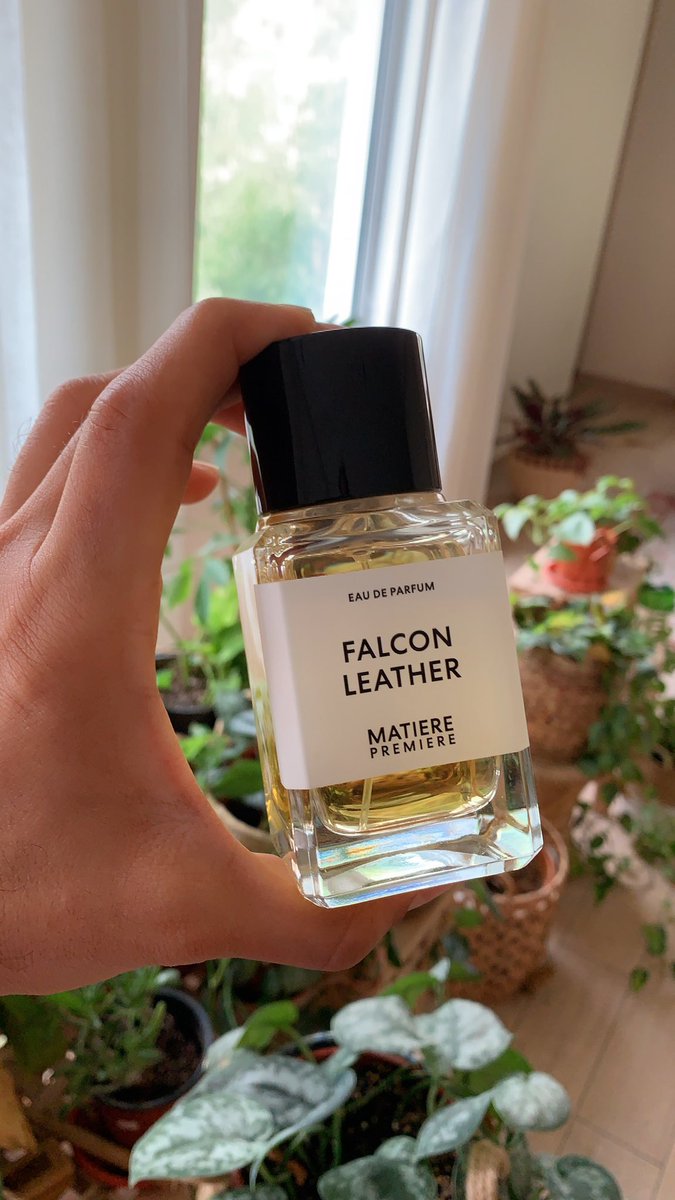 EAU DE PARFUM
FALCON
LEATHER
MATIERE
PREMIERE